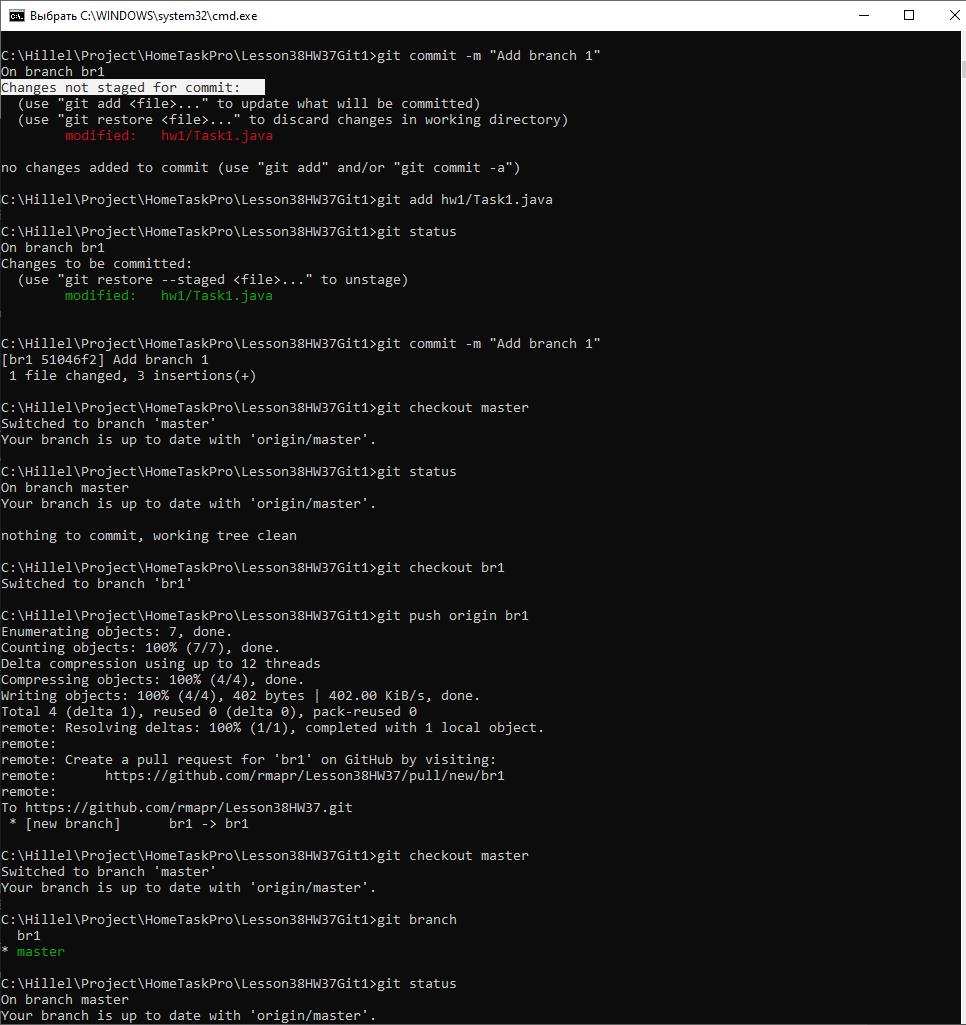 Выбрать C:\WINDOWS\system32\cmd.exe
C:\Hillel\Project\HomeTaskPro\Lesson38HW37Git1>git commit -m "Add branch 1"
On branch br1
Changes not staged for commit:
  (use "git add <file>..." to update what will be committed)
  (use "git restore <file>..." to discard changes in working directory)
        modified:   hw1/Task1.java
no changes added to commit (use "git add" and/or "git commit -a")
C:\Hillel\Project\HomeTaskPro\Lesson38HW37Git1>git add hw1/Task1.java
C:\Hillel\Project\HomeTaskPro\Lesson38HW37Git1>git status
On branch br1
Changes to be committed:
  (use "git restore --staged <file>..." to unstage)
        modified:   hw1/Task1.java
C:\Hillel\Project\HomeTaskPro\Lesson38HW37Git1>git commit -m "Add branch 1"
[br1 51046f2] Add branch 1
 1 file changed, 3 insertions(+)
C:\Hillel\Project\HomeTaskPro\Lesson38HW37Git1>git checkout master
Switched to branch 'master'
Your branch is up to date with 'origin/master'.
C:\Hillel\Project\HomeTaskPro\Lesson38HW37Git1>git status
On branch master
Your branch is up to date with 'origin/master'.
nothing to commit, working tree clean
C:\Hillel\Project\HomeTaskPro\Lesson38HW37Git1>git checkout br1
Switched to branch 'br1'
C:\Hillel\Project\HomeTaskPro\Lesson38HW37Git1>git push origin br1
Enumerating objects: 7, done.
Counting objects: 100% (7/7), done.
Delta compression using up to 12 threads
Compressing objects: 100% (4/4), done.
Writing objects: 100% (4/4), 402 bytes | 402.00 KiB/s, done.
Total 4 (delta 1), reused 0 (delta 0), pack-reused 0
remote: Resolving deltas: 100% (1/1), completed with 1 local object.
remote:
remote: Create a pull request for 'br1' on GitHub by visiting:
remote:      https://github.com/rmapr/Lesson38HW37/pull/new/br1
remote:
To https://github.com/rmapr/Lesson38HW37.git
 * [new branch]      br1 -> br1
C:\Hillel\Project\HomeTaskPro\Lesson38HW37Git1>git checkout master
Switched to branch 'master'
Your branch is up to date with 'origin/master'.
C:\Hillel\Project\HomeTaskPro\Lesson38HW37Git1>git branch
  br1
* master
C:\Hillel\Project\HomeTaskPro\Lesson38HW37Git1>git status
On branch master
Your branch is up to date with 'origin/master'.